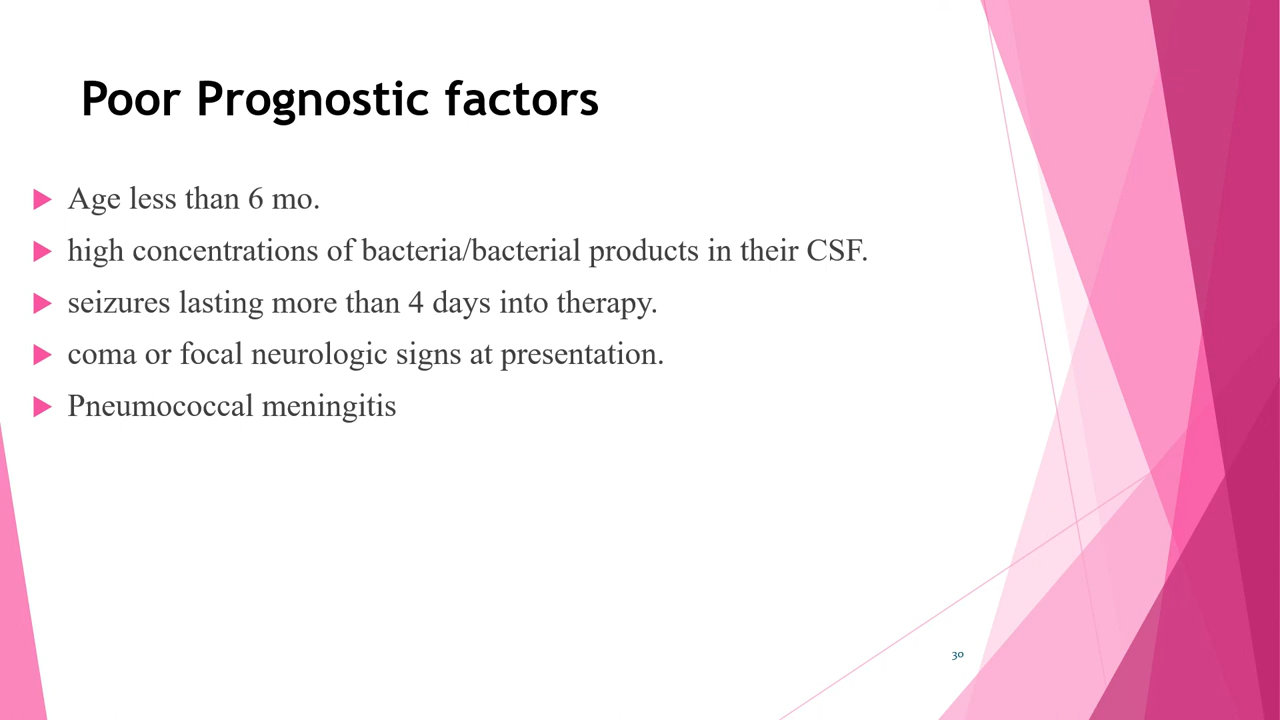 Poor Prognostic factors
Age less than 6 mo.
high concentrations of bacteria/bacterial products in their CSF.
seizures lasting more than 4 days into therapy.
coma or focal neurologic signs at presentation.
Pneumococcal meningitis
30